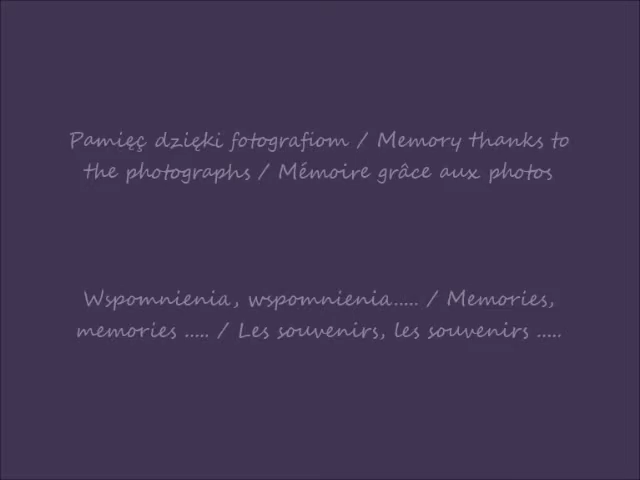 Pamięç dzięki fotografiom / Memory thanks to
the photographs / Mémoire grâce aux photos
Wspomnienia, wspomnienia..... / Memories,
memories ..... / Les souvenirs, les souvenirs .....